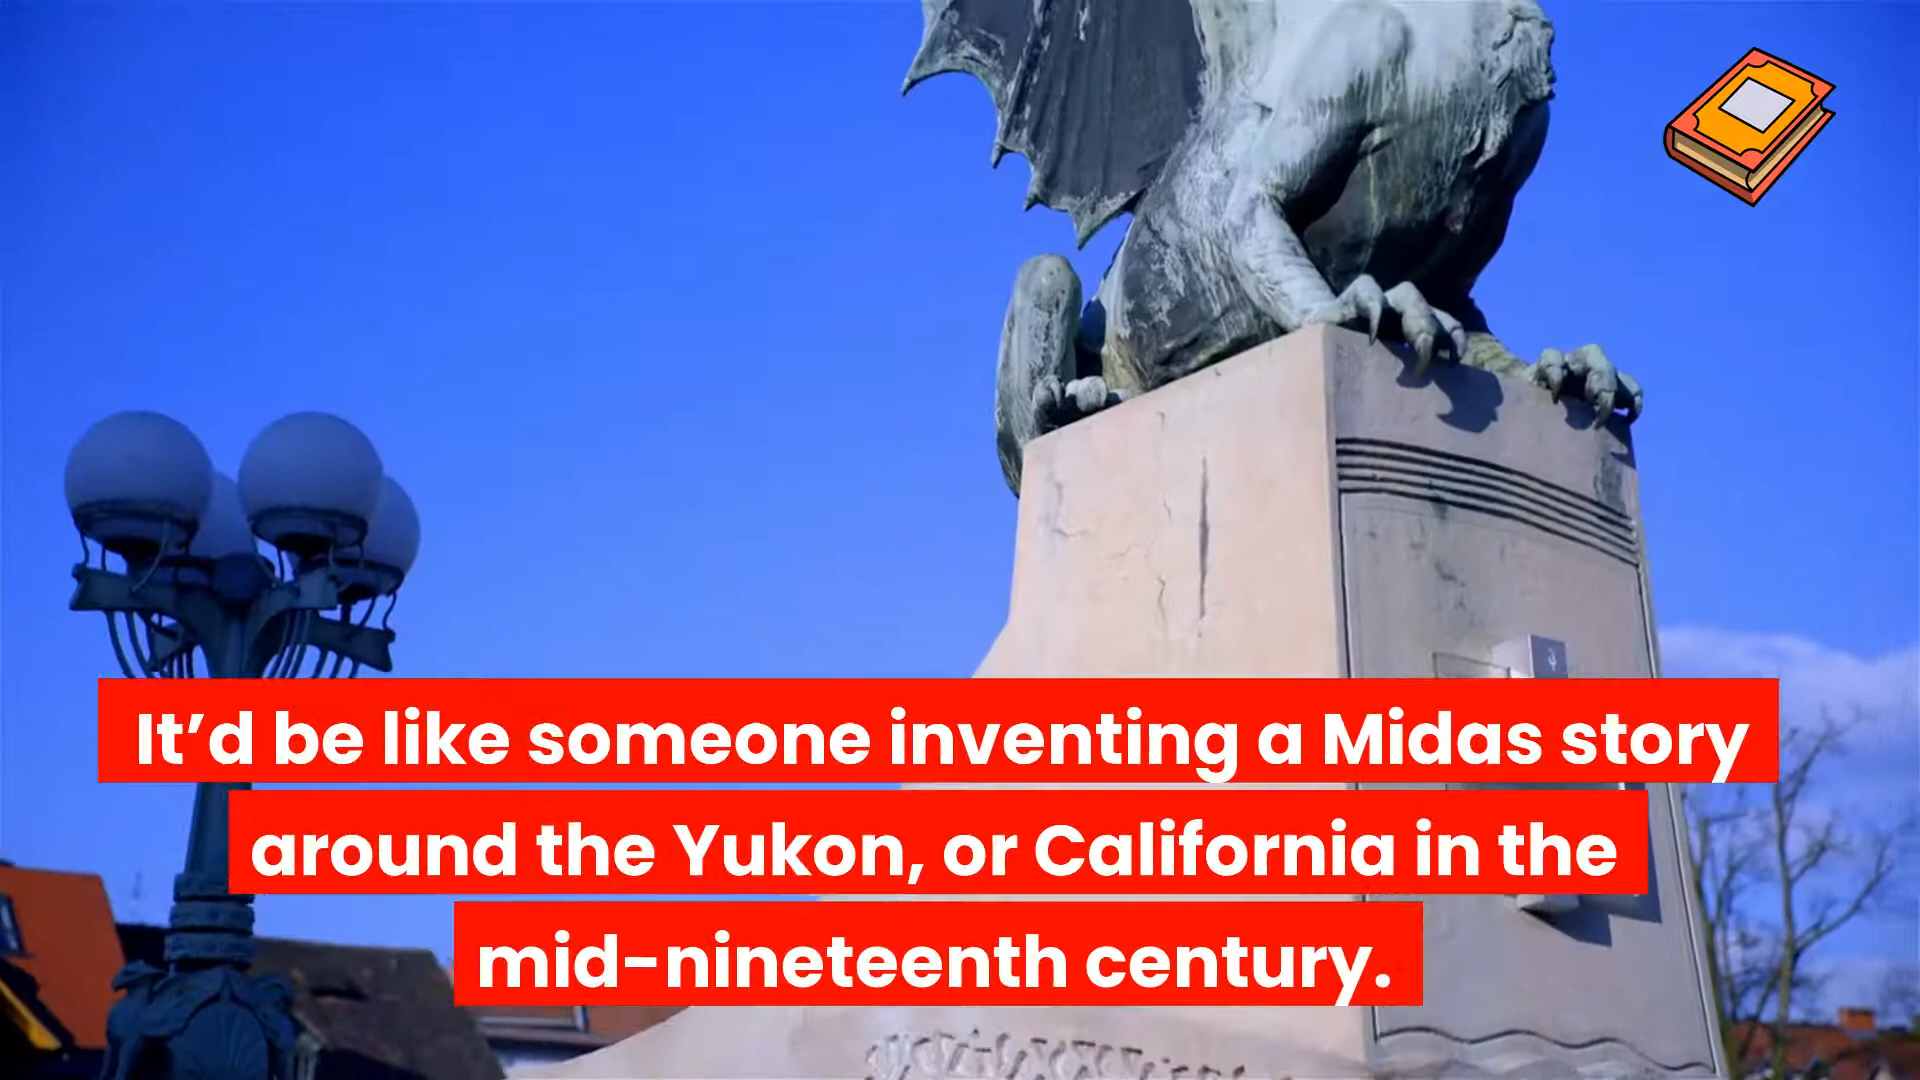 It’d be like someone inventing a Midas story
around the Yukon, or California in the
mid-nineteenth century.